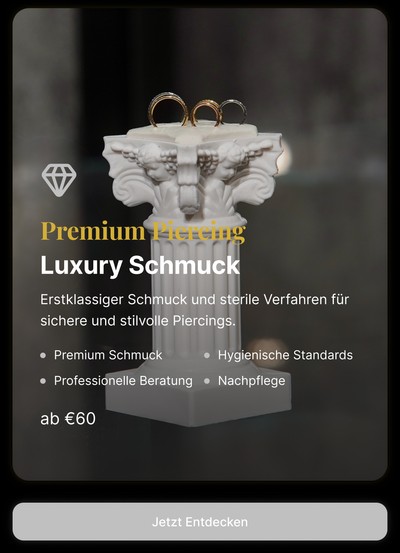 Premium Piercing
Luxury Schmuck
Erstklassiger Schmuck und sterile Verfahren für
sichere und stilvolle Piercings.
Premium Schmuck
Hygienische Standards
Professionelle Beratung
Nachpflege
ab €60
Jetzt Entdecken